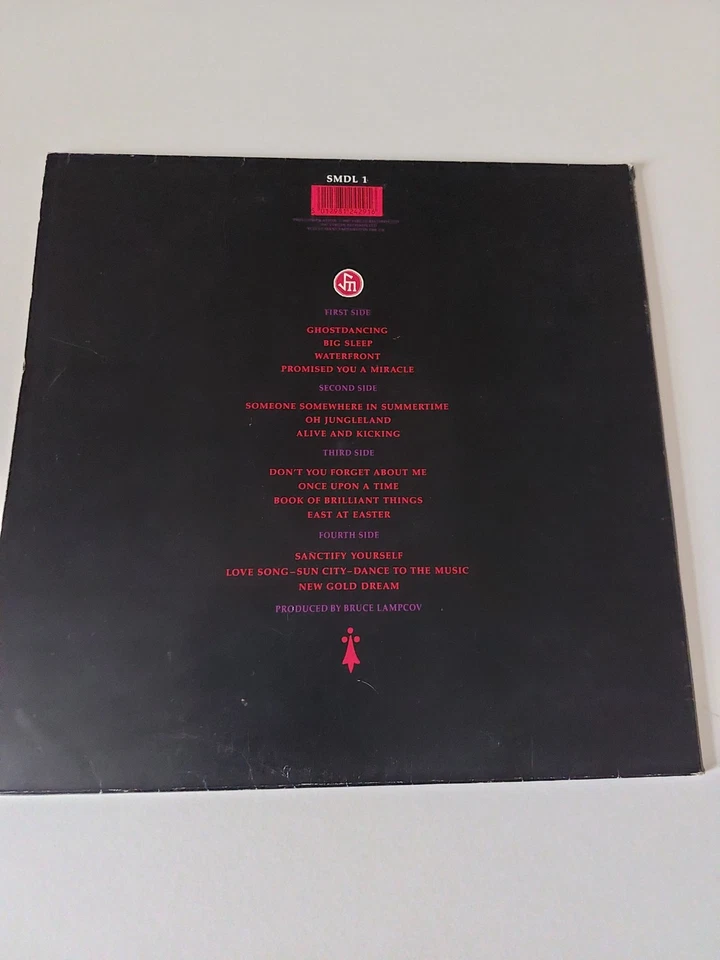 SMDL 1
FIRST SIDE
GHOSTDANCING
BIG SLEEP
WATERFRONT
PROMISED YOU A MIRACLE
SECOND SIDE
SOMEONE SOMEWHERE IN SUMMERTIME
OH JUNGLELAND
ALIVE AND KICKING
THIRD SIDE
DON'T YOU FORGET ABOUT ME
ONCE UPON A TIME
BOOK OF BRILLIANT THINGS
EAST AT EASTER
FOURTH SIDE
SANCTIFY YOURSELF
LOVE SONG–SUN CITY–DANCE TO THE MUSIC
NEW GOLD DREAM
PRODUCED BY BRUCE LAMPCOV